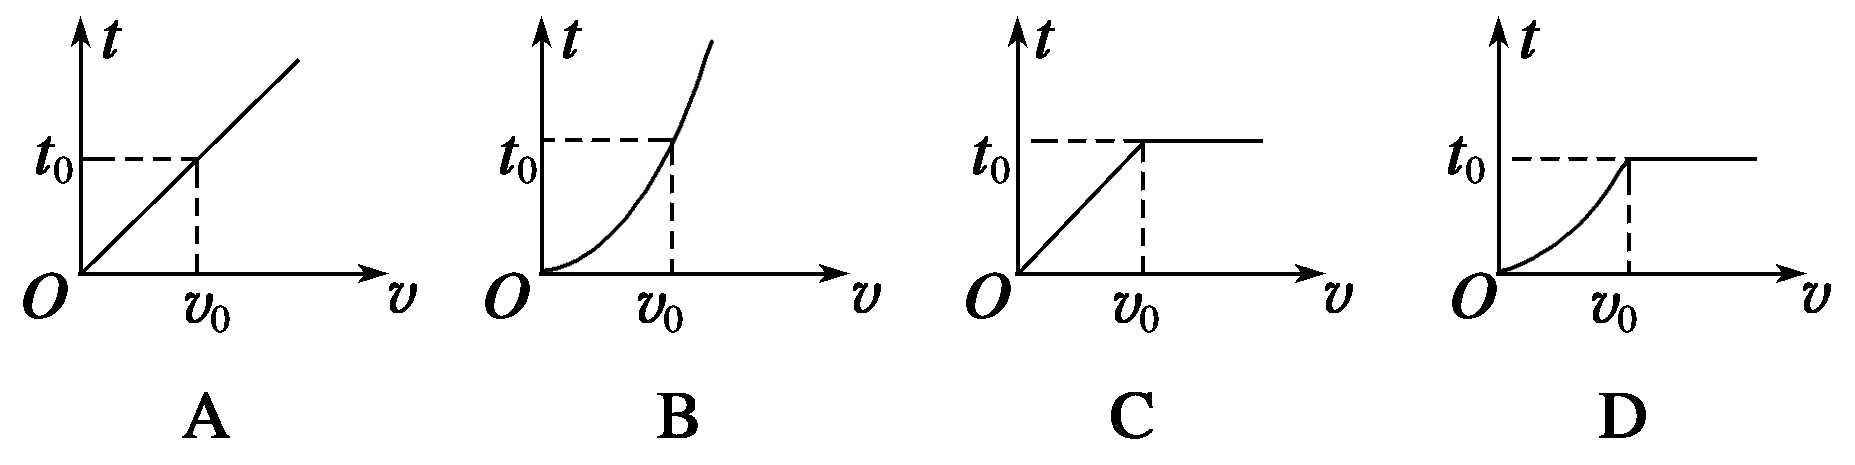 t t t t
t₀ t₀ t₀ t₀
O v₀ v O v₀ v O v₀ v O v₀ v
A B C D